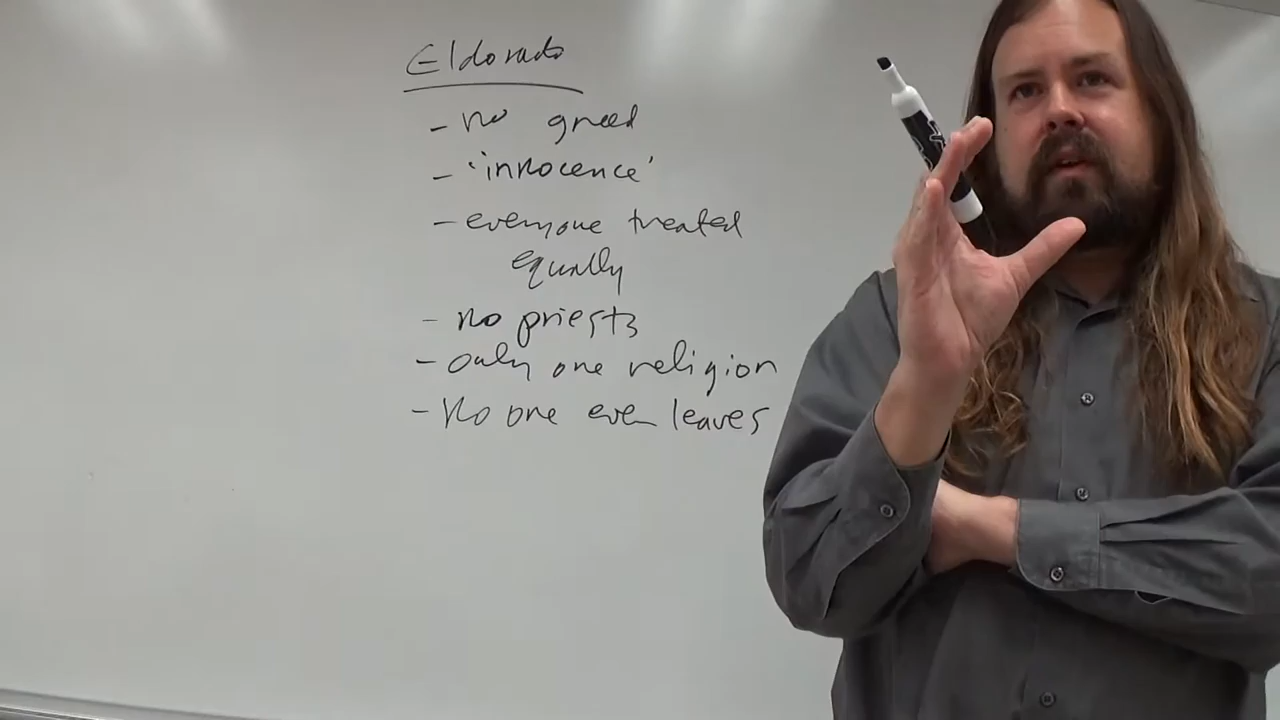 Eldorado
- no greed
- 'innocence'
- everyone treated
equally
- no priests
- only one religion
- no one ever leaves